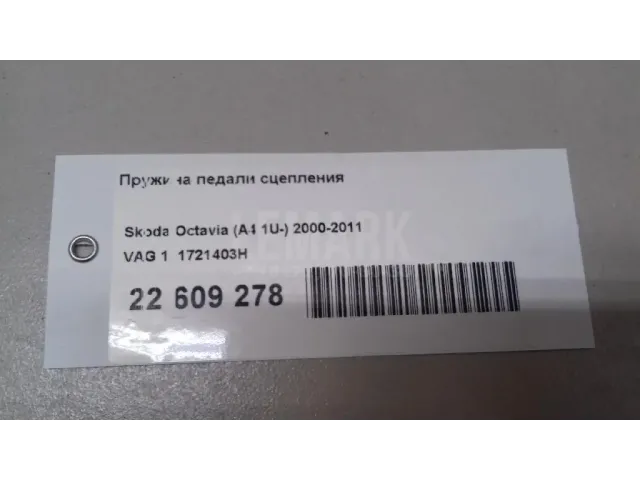 Пружина педали сцепления
Skoda Octavia (A4 1U-) 2000-2011
VAG 1 1721403H
22 609 278